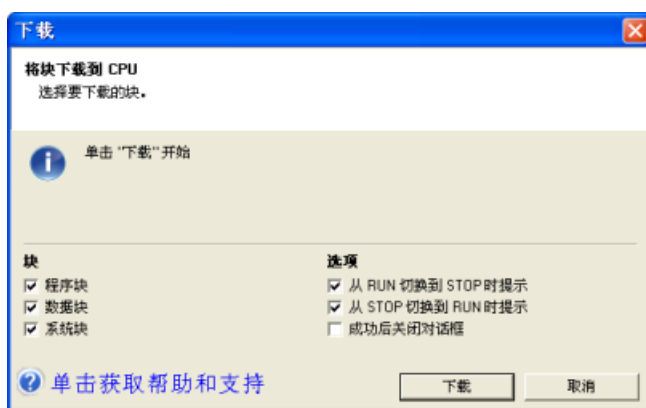 下载
将块下载到 CPU
选择要下载的块。
单击 "下载" 开始
块
程序块
数据块
系统块
选项
从 RUN 切换到 STOP 时提示
从 STOP 切换到 RUN 时提示
成功后关闭对话框
单击获取帮助和支持
下载
取消